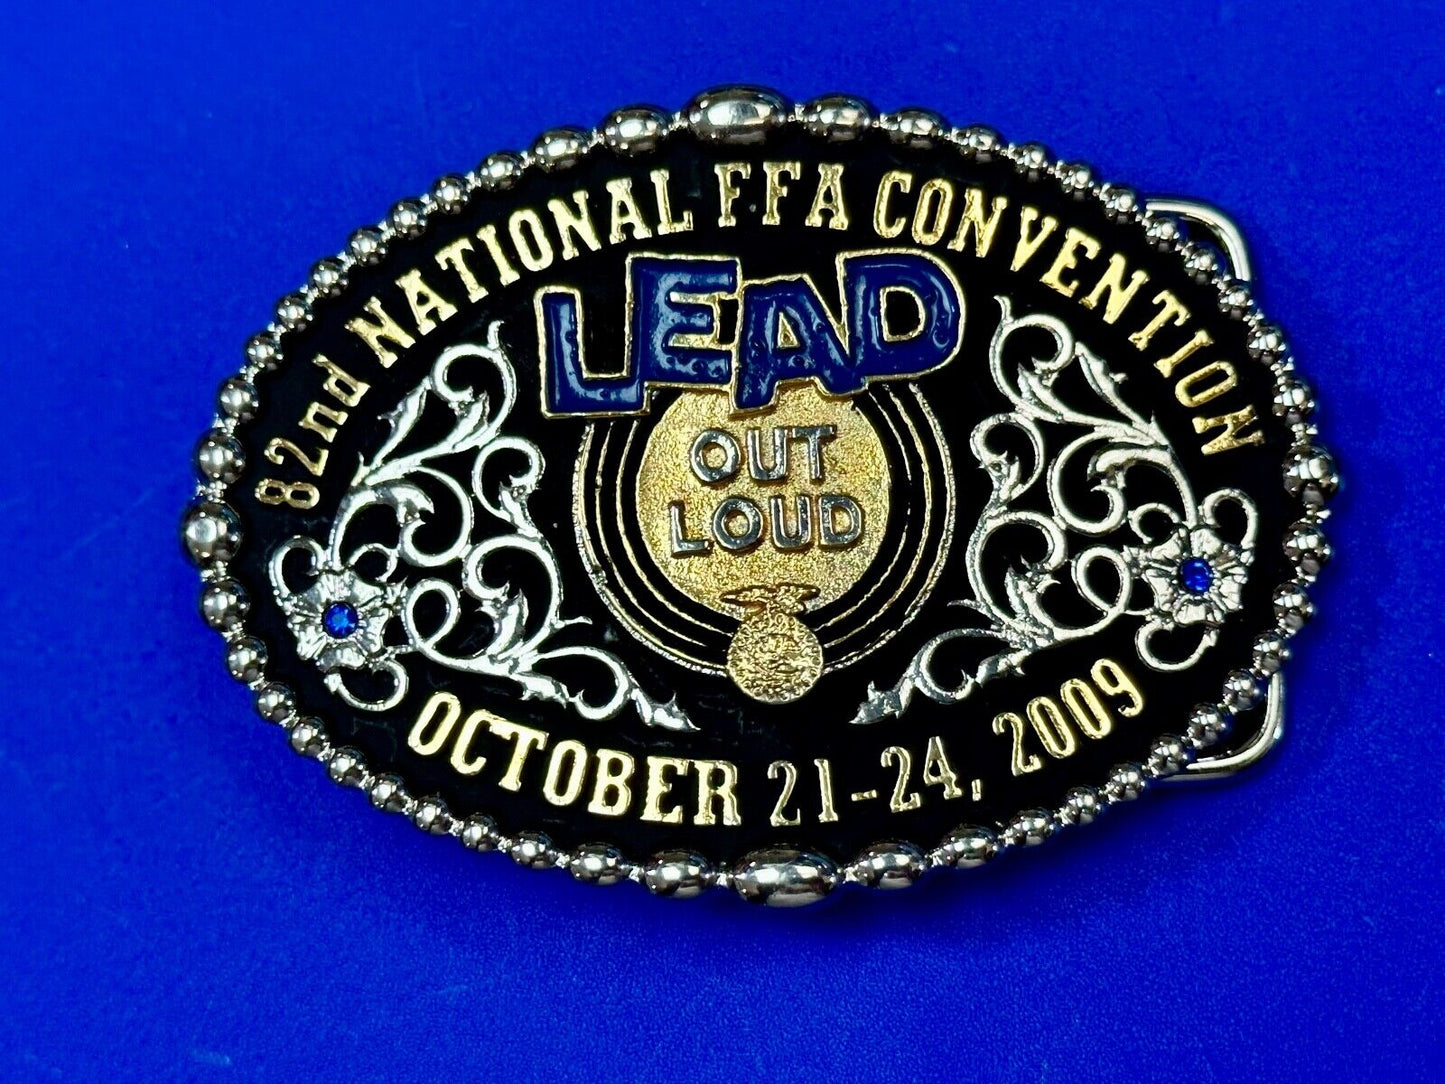 82nd NATIONAL FFA CONVENTION
LEAD
OUT
LOUD
OCTOBER 21-24, 2009